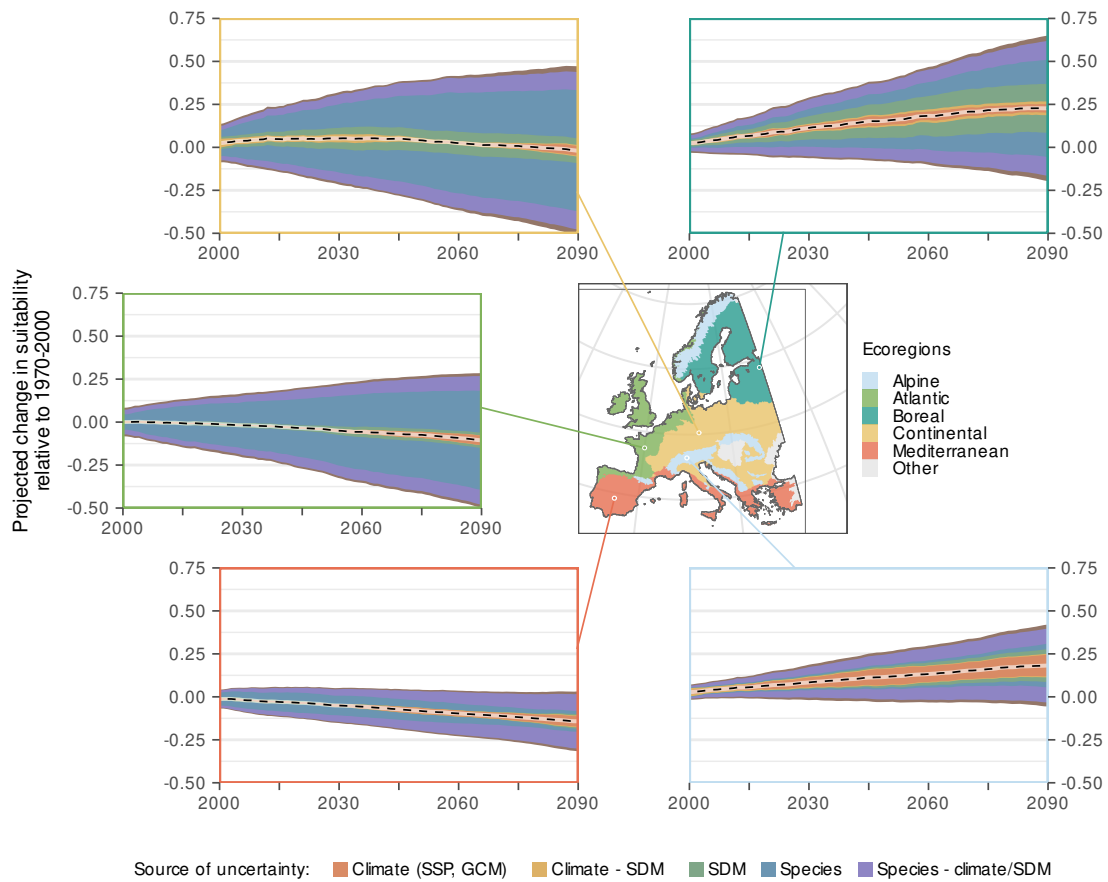 0.75
0.50
0.25
0.00
-0.25
-0.50
2000 2030 2060 2090
0.75
0.50
0.25
0.00
-0.25
-0.50
2000 2030 2060 2090
Projected change in suitability
relative to 1970-2000
0.75
0.50
0.25
0.00
-0.25
-0.50
2000 2030 2060 2090
Ecoregions
Alpine
Atlantic
Boreal
Continental
Mediterranean
Other
0.75
0.50
0.25
0.00
-0.25
-0.50
2000 2030 2060 2090
0.75
0.50
0.25
0.00
-0.25
-0.50
2000 2030 2060 2090
Source of uncertainty: Climate (SSP, GCM) Climate - SDM SDM Species Species - climate/SDM